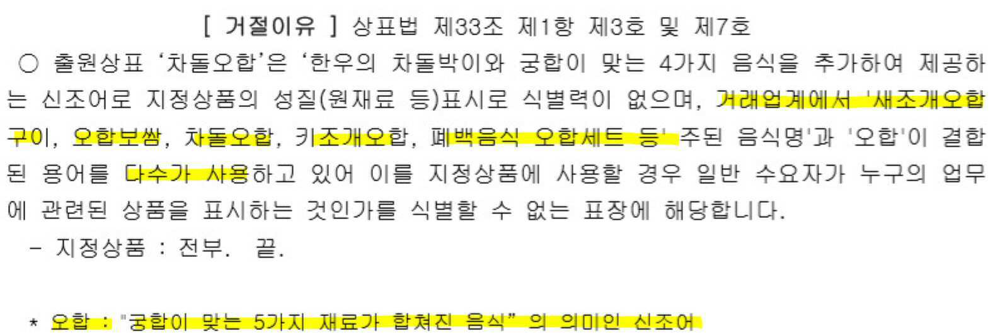 [ 거절이유 ] 상표법 제33조 제1항 제3호 및 제7호
○ 출원상표 ‘차돌오합’은 ‘한우의 차돌박이와 궁합이 맞는 4가지 음식을 추가하여 제공하
는 신조어로 지정상품의 성질(원재료 등)표시로 식별력이 없으며, 거래업계에서 '새조개오합
구이, 오합보쌈, 차돌오합, 키조개오합, 폐백음식 오합세트 등' 주된 음식명'과 '오합'이 결합
된 용어를 다수가 사용하고 있어 이를 지정상품에 사용할 경우 일반 수요자가 누구의 업무
에 관련된 상품을 표시하는 것인가를 식별할 수 없는 표장에 해당합니다.
- 지정상품 : 전부. 끝.
* 오합 : "궁합이 맞는 5가지 재료가 합쳐진 음식” 의 의미인 신조어